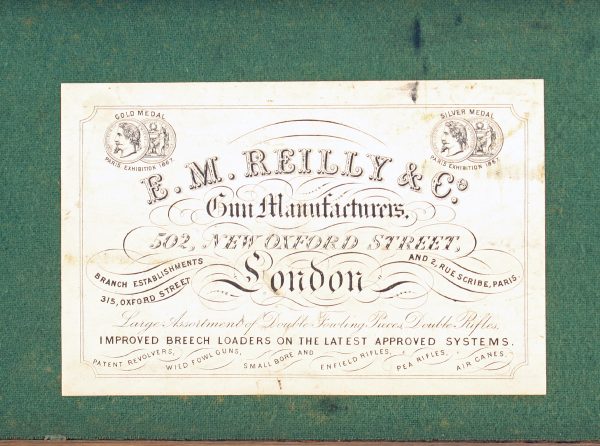 GOLD MEDAL
PARIS EXHIBITION 1867
SILVER MEDAL
PARIS EXHIBITION 1867
E. M. REILLY & Co.
Gun Manufacturers,
502, NEW OXFORD STREET,
London
BRANCH ESTABLISHMENTS
315, OXFORD STREET,
AND 2, RUE SCRIBE, PARIS.
Large Assortment of Double Fowling Pieces, Double Rifles,
IMPROVED BREECH LOADERS ON THE LATEST APPROVED SYSTEMS.
PATENT REVOLVERS, WILD FOWL GUNS, SMALL BORE AND ENFIELD RIFLES, PEA RIFLES, AIR CANES,